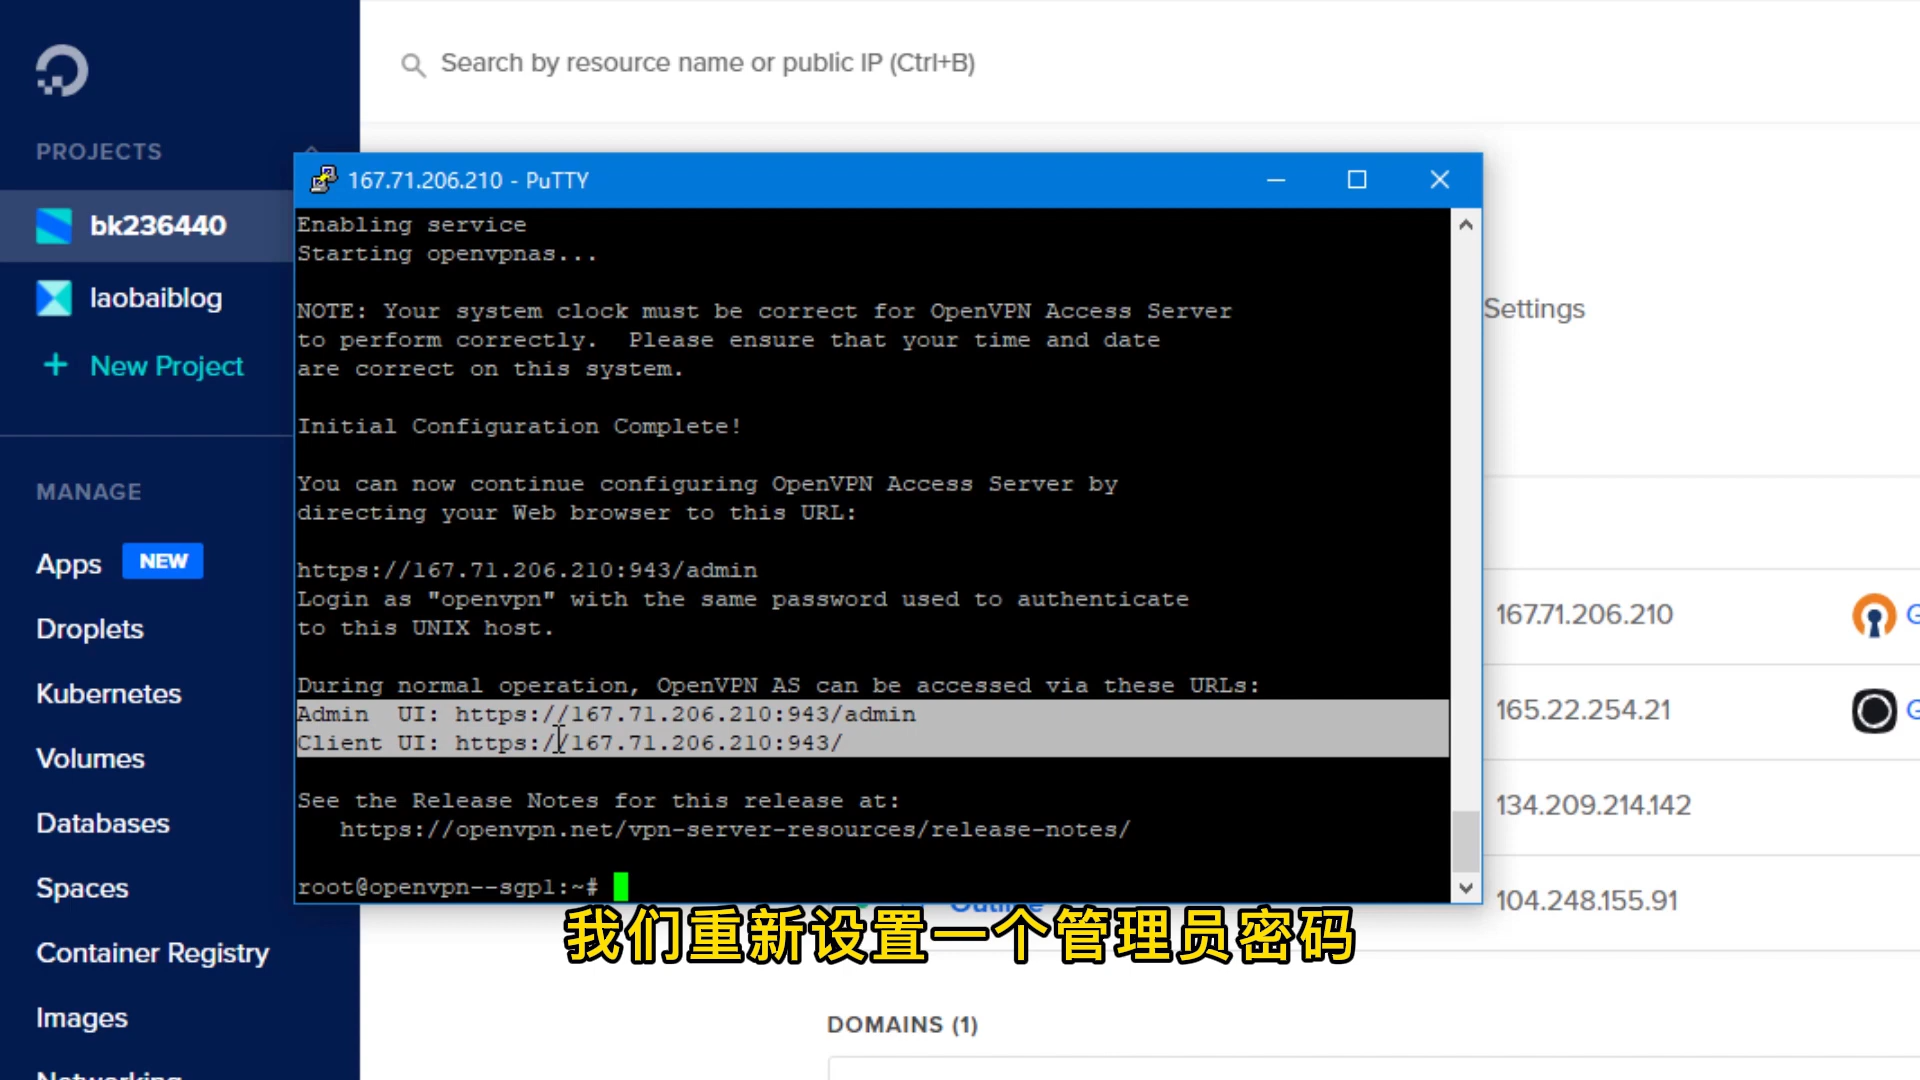 Search by resource name or public IP (Ctrl+B)
PROJECTS
bk236440
laobaiblog
+ New Project
MANAGE
Apps NEW
Droplets
Kubernetes
Volumes
Databases
Spaces
Container Registry
Images
Networking
167.71.206.210 - PuTTY
Enabling service
Starting openvpnas...
NOTE: Your system clock must be correct for OpenVPN Access Server
to perform correctly.  Please ensure that your time and date
are correct on this system.
Initial Configuration Complete!
You can now continue configuring OpenVPN Access Server by
directing your Web browser to this URL:
https://167.71.206.210:943/admin
Login as "openvpn" with the same password used to authenticate
to this UNIX host.
During normal operation, OpenVPN AS can be accessed via these URLs:
Admin  UI: https://167.71.206.210:943/admin
Client UI: https://167.71.206.210:943/
See the Release Notes for this release at:
https://openvpn.net/vpn-server-resources/release-notes/
root@openvpn--sgp1:~#
Settings
167.71.206.210
165.22.254.21
134.209.214.142
104.248.155.91
我们重新设置一个管理员密码
DOMAINS (1)